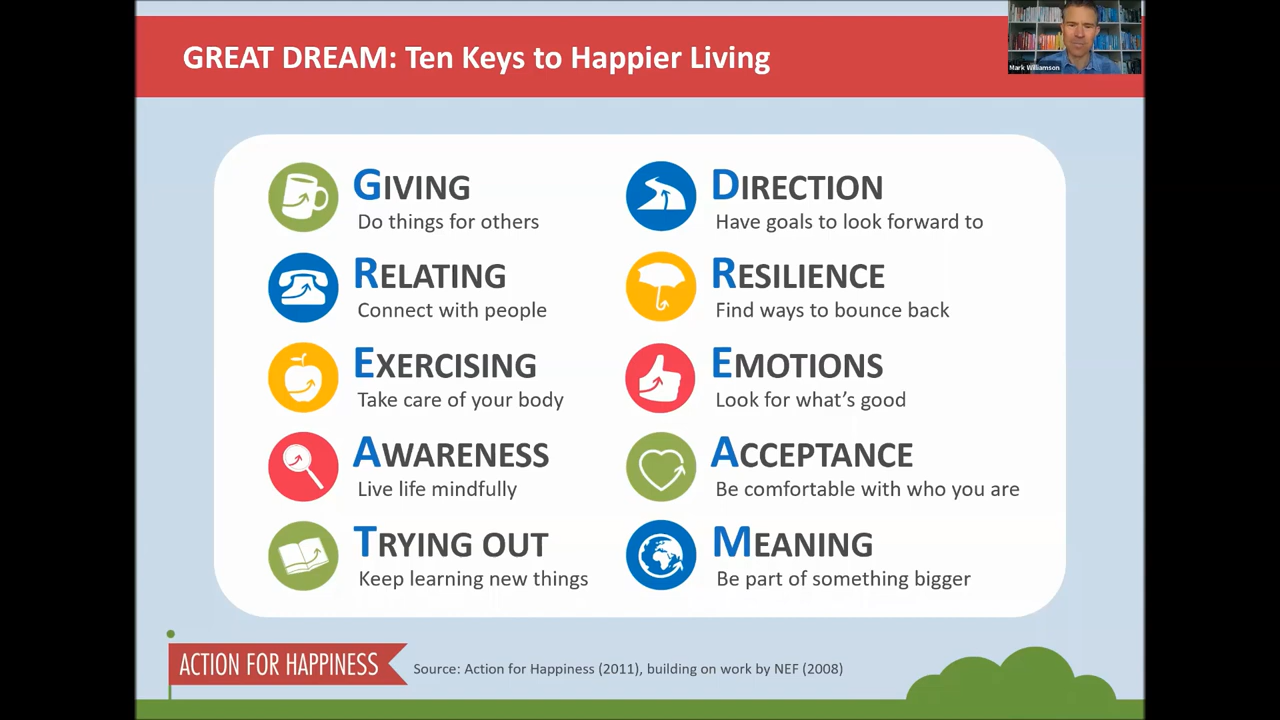 GREAT DREAM: Ten Keys to Happier Living
Mark Williamson
GIVING
Do things for others
RELATING
Connect with people
EXERCISING
Take care of your body
AWARENESS
Live life mindfully
TRYING OUT
Keep learning new things
DIRECTION
Have goals to look forward to
RESILIENCE
Find ways to bounce back
EMOTIONS
Look for what's good
ACCEPTANCE
Be comfortable with who you are
MEANING
Be part of something bigger
ACTION FOR HAPPINESS
Source: Action for Happiness (2011), building on work by NEF (2008)